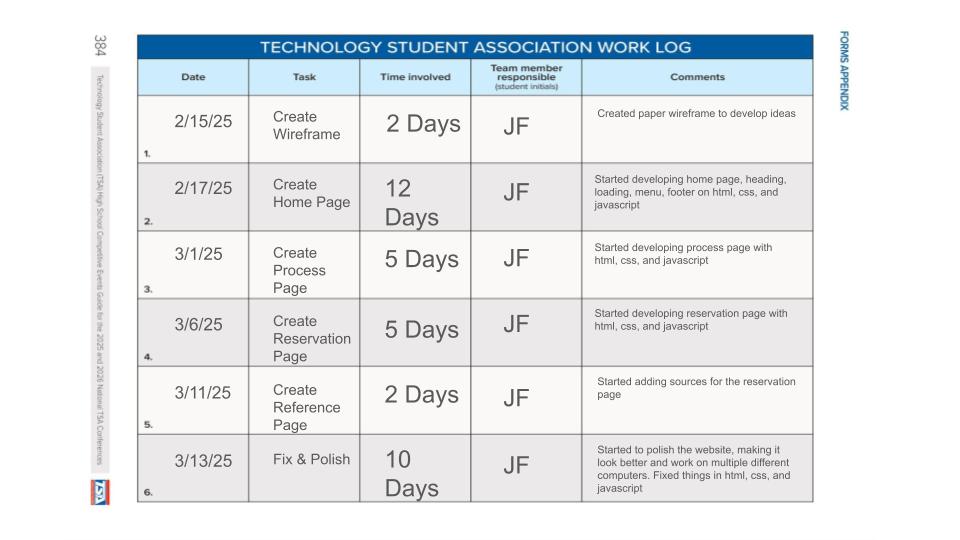 TECHNOLOGY STUDENT ASSOCIATION WORK LOG
Date
Task
Time involved
Team member
responsible
(student initials)
Comments
1.
2/15/25
Create
Wireframe
2 Days
JF
Created paper wireframe to develop ideas
2.
2/17/25
Create
Home Page
12
Days
JF
Started developing home page, heading,
loading, menu, footer on html, css, and
javascript
3.
3/1/25
Create
Process
Page
5 Days
JF
Started developing process page with
html, css, and javascript
4.
3/6/25
Create
Reservation
Page
5 Days
JF
Started developing reservation page with
html, css, and javascript
5.
3/11/25
Create
Reference
Page
2 Days
JF
Started adding sources for the reservation
page
6.
3/13/25
Fix & Polish
10
Days
JF
Started to polish the website, making it
look better and work on multiple different
computers. Fixed things in html, css, and
javascript
384
Technology Student Association (TSA) High School Competitive Events Guide for the 2025 and 2026 National TSA Conferences
TSA
FORMS APPENDIX